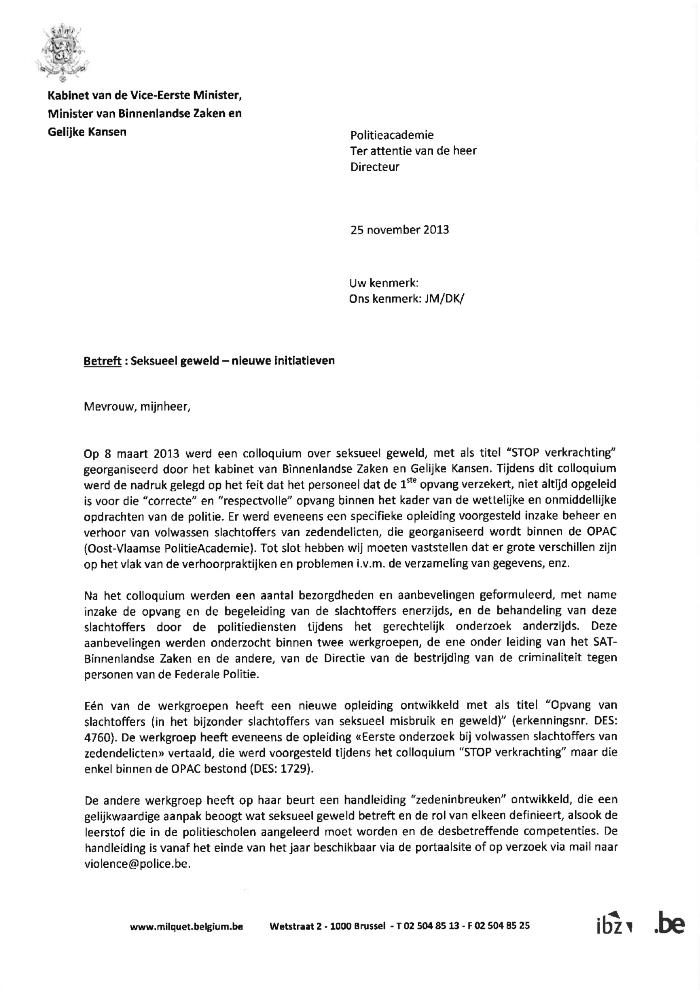 Kabinet van de Vice-Eerste Minister,
Minister van Binnenlandse Zaken en
Gelijke Kansen
Politieacademie
Ter attentie van de heer
Directeur
25 november 2013
Uw kenmerk:
Ons kenmerk: JM/DK/
Betreft : Seksueel geweld – nieuwe initiatieven
Mevrouw, mijnheer,
Op 8 maart 2013 werd een colloquium over seksueel geweld, met als titel “STOP verkrachting”
georganiseerd door het kabinet van Binnenlandse Zaken en Gelijke Kansen. Tijdens dit colloquium
werd de nadruk gelegd op het feit dat het personeel dat de 1ste opvang verzekert, niet altijd opgeleid
is voor die “correcte” en “respectvolle” opvang binnen het kader van de wettelijke en onmiddellijke
opdrachten van de politie. Er werd eveneens een specifieke opleiding voorgesteld inzake beheer en
verhoor van volwassen slachtoffers van zedendelicten, die georganiseerd wordt binnen de OPAC
(Oost-Vlaamse PolitieAcademie). Tot slot hebben wij moeten vaststellen dat er grote verschillen zijn
op het vlak van de verhoorpraktijken en problemen i.v.m. de verzameling van gegevens, enz.
Na het colloquium werden een aantal bezorgdheden en aanbevelingen geformuleerd, met name
inzake de opvang en de begeleiding van de slachtoffers enerzijds, en de behandeling van deze
slachtoffers door de politiediensten tijdens het gerechtelijk onderzoek anderzijds. Deze
aanbevelingen werden onderzocht binnen twee werkgroepen, de ene onder leiding van het SAT-
Binnenlandse Zaken en de andere, van de Directie van de bestrijding van de criminaliteit tegen
personen van de Federale Politie.
Eén van de werkgroepen heeft een nieuwe opleiding ontwikkeld met als titel “Opvang van
slachtoffers (in het bijzonder slachtoffers van seksueel misbruik en geweld)” (erkenningsnr. DES:
4760). De werkgroep heeft eveneens de opleiding «Eerste onderzoek bij volwassen slachtoffers van
zedendelicten» vertaald, die werd voorgesteld tijdens het colloquium “STOP verkrachting” maar die
enkel binnen de OPAC bestond (DES: 1729).
De andere werkgroep heeft op haar beurt een handleiding “zedeninbreuken” ontwikkeld, die een
gelijkwaardige aanpak beoogt wat seksueel geweld betreft en de rol van elkeen definieert, alsook de
leerstof die in de politiescholen aangeleerd moet worden en de desbetreffende competenties. De
handleiding is vanaf het einde van het jaar beschikbaar via de portaalsite of op verzoek via mail naar
violence@police.be.
www.milquet.belgium.be Wetstraat 2 - 1000 Brussel - T 02 504 85 13 - F 02 504 85 25
ibz .be